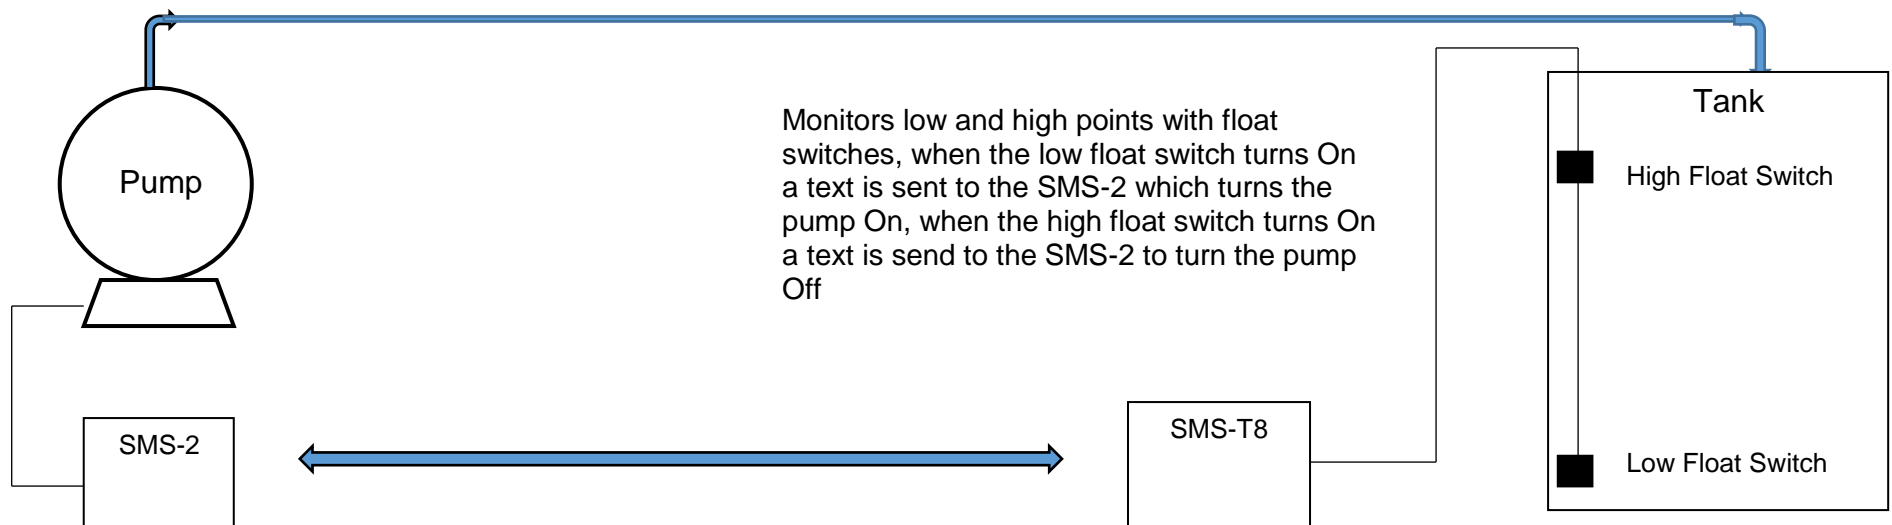 Tank
Monitors low and high points with float
switches, when the low float switch turns On
a text is sent to the SMS-2 which turns the
pump On, when the high float switch turns On
a text is send to the SMS-2 to turn the pump
Off
Pump
High Float Switch
SMS-2
SMS-T8
Low Float Switch